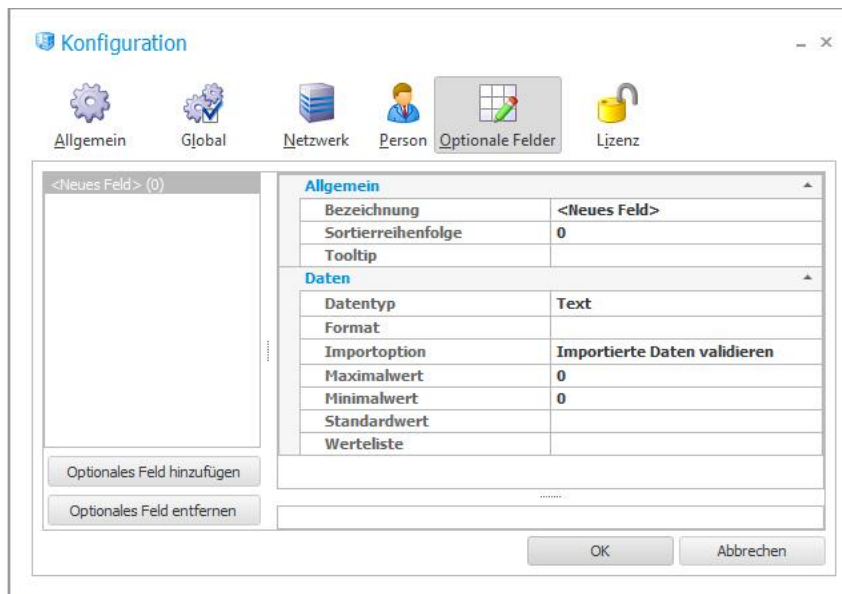 Konfiguration
Allgemein Global Netzwerk Person Optionale Felder Lizenz
<Neues Feld> (0)
Allgemein
Bezeichnung <Neues Feld>
Sortierreihenfolge 0
Tooltip
Daten
Datentyp Text
Format
Importoption Importierte Daten validieren
Maximalwert 0
Minimalwert 0
Standardwert
Werteliste
Optionales Feld hinzufügen
Optionales Feld entfernen
OK Abbrechen